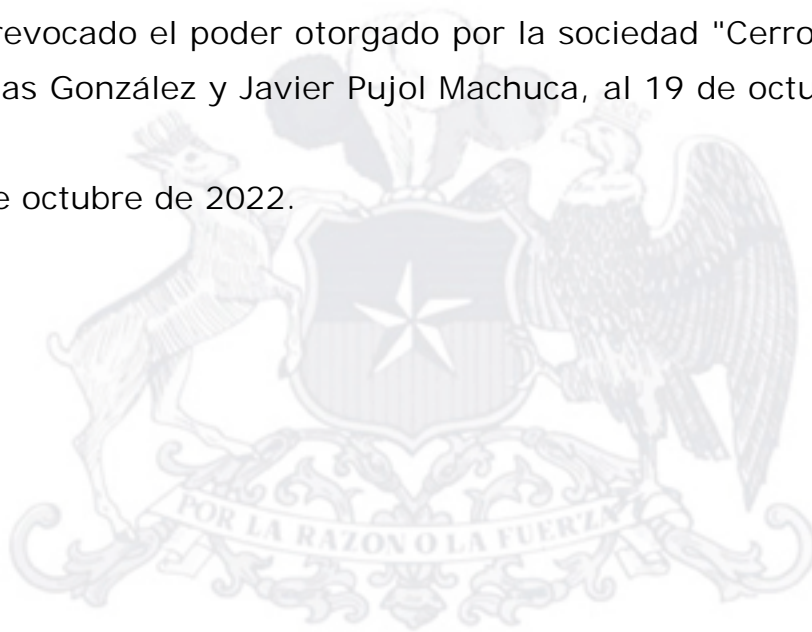 revocado el poder otorgado por la sociedad "Cerro
as González y Javier Pujol Machuca, al 19 de octu
e octubre de 2022.
POR LA RAZON O LA FUERZA